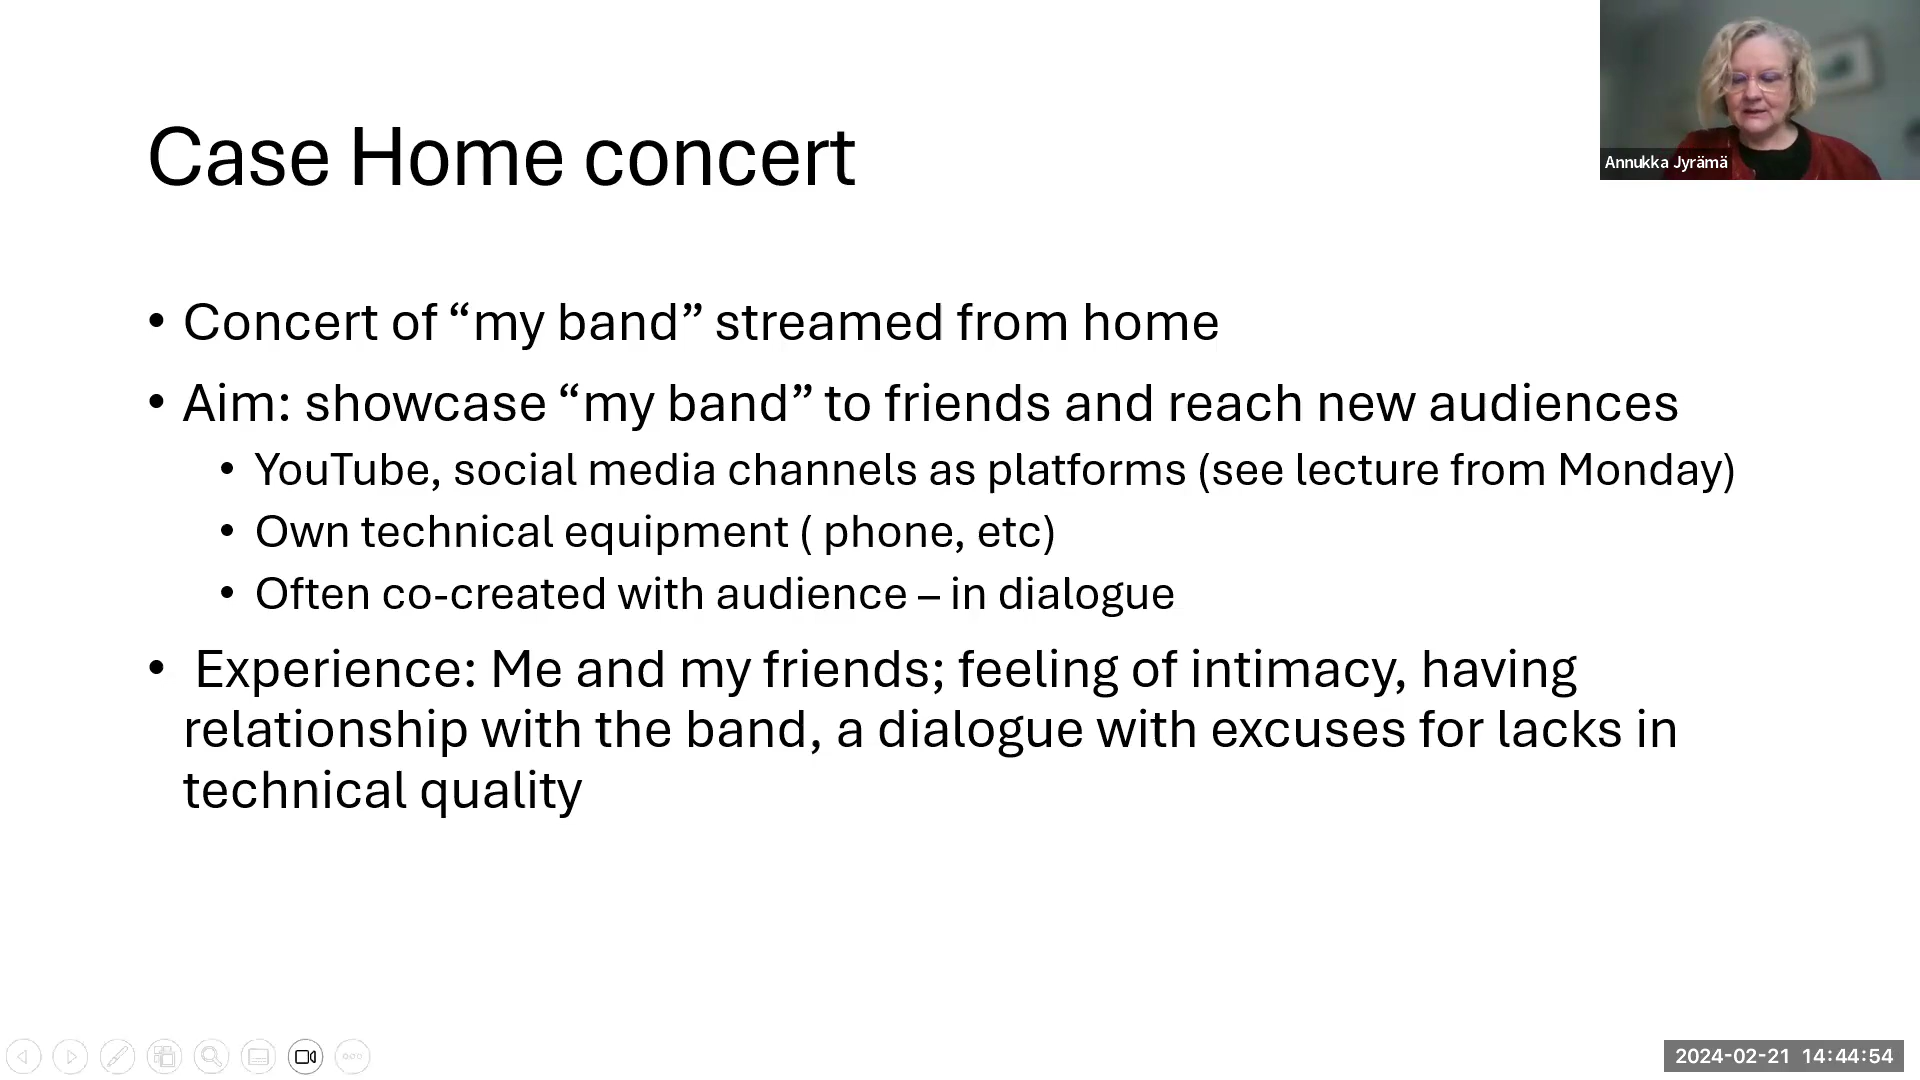 Case Home concert
Annukka Jyrämä
• Concert of “my band” streamed from home
• Aim: showcase “my band” to friends and reach new audiences
• YouTube, social media channels as platforms (see lecture from Monday)
• Own technical equipment ( phone, etc)
• Often co-created with audience – in dialogue
• Experience: Me and my friends; feeling of intimacy, having
relationship with the band, a dialogue with excuses for lacks in
technical quality
2024-02-21 14:44:54